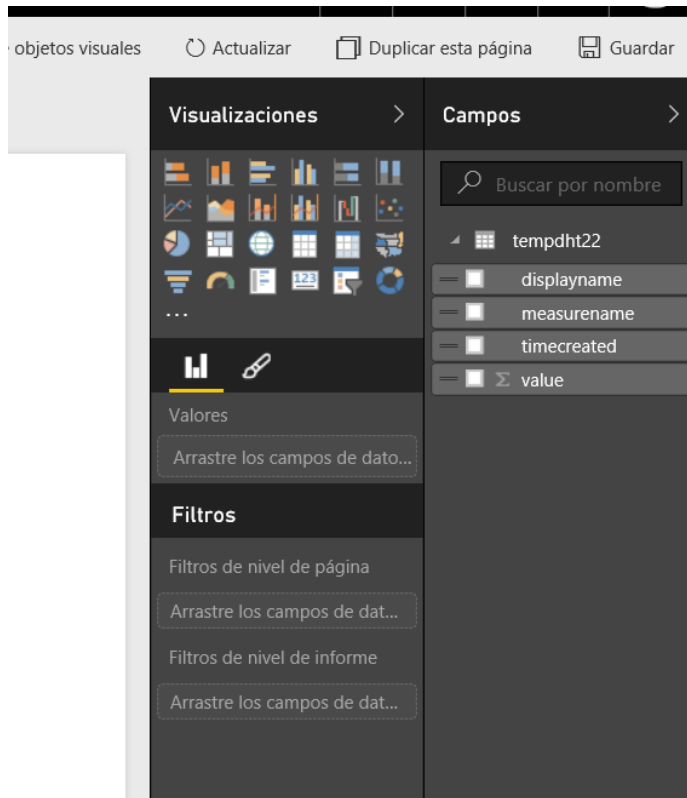 objetos visuales
Actualizar
Duplicar esta página
Guardar
Visualizaciones
123
...
Valores
Arrastre los campos de dato...
Filtros
Filtros de nivel de página
Arrastre los campos de dat...
Filtros de nivel de informe
Arrastre los campos de dat...
Campos
Buscar por nombre
tempdht22
displayname
measurename
timecreated
Σ value